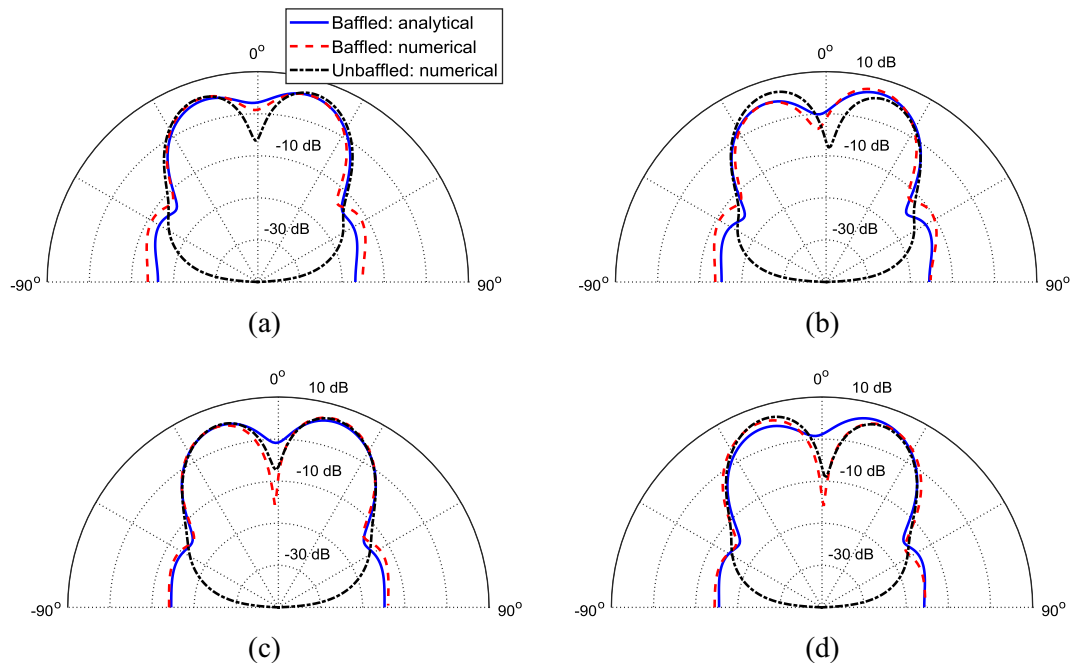 Baffled: analytical
Baffled: numerical
Unbaffled: numerical
0°
-10 dB
-30 dB
-90°
90°
(a)
0°
10 dB
-10 dB
-30 dB
-90°
90°
(b)
0°
10 dB
-10 dB
-30 dB
-90°
90°
(c)
0°
10 dB
-10 dB
-30 dB
-90°
90°
(d)